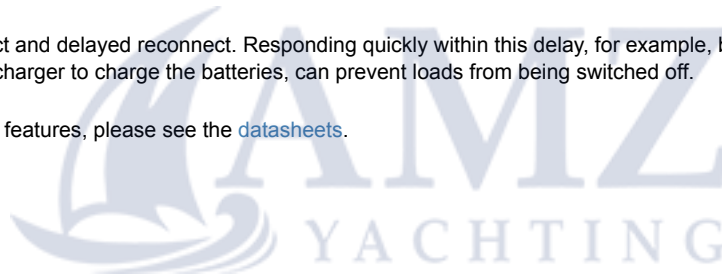 ct and delayed reconnect. Responding quickly within this delay, for example, b
charger to charge the batteries, can prevent loads from being switched off.
features, please see the datasheets.
AMZ
YACHTING